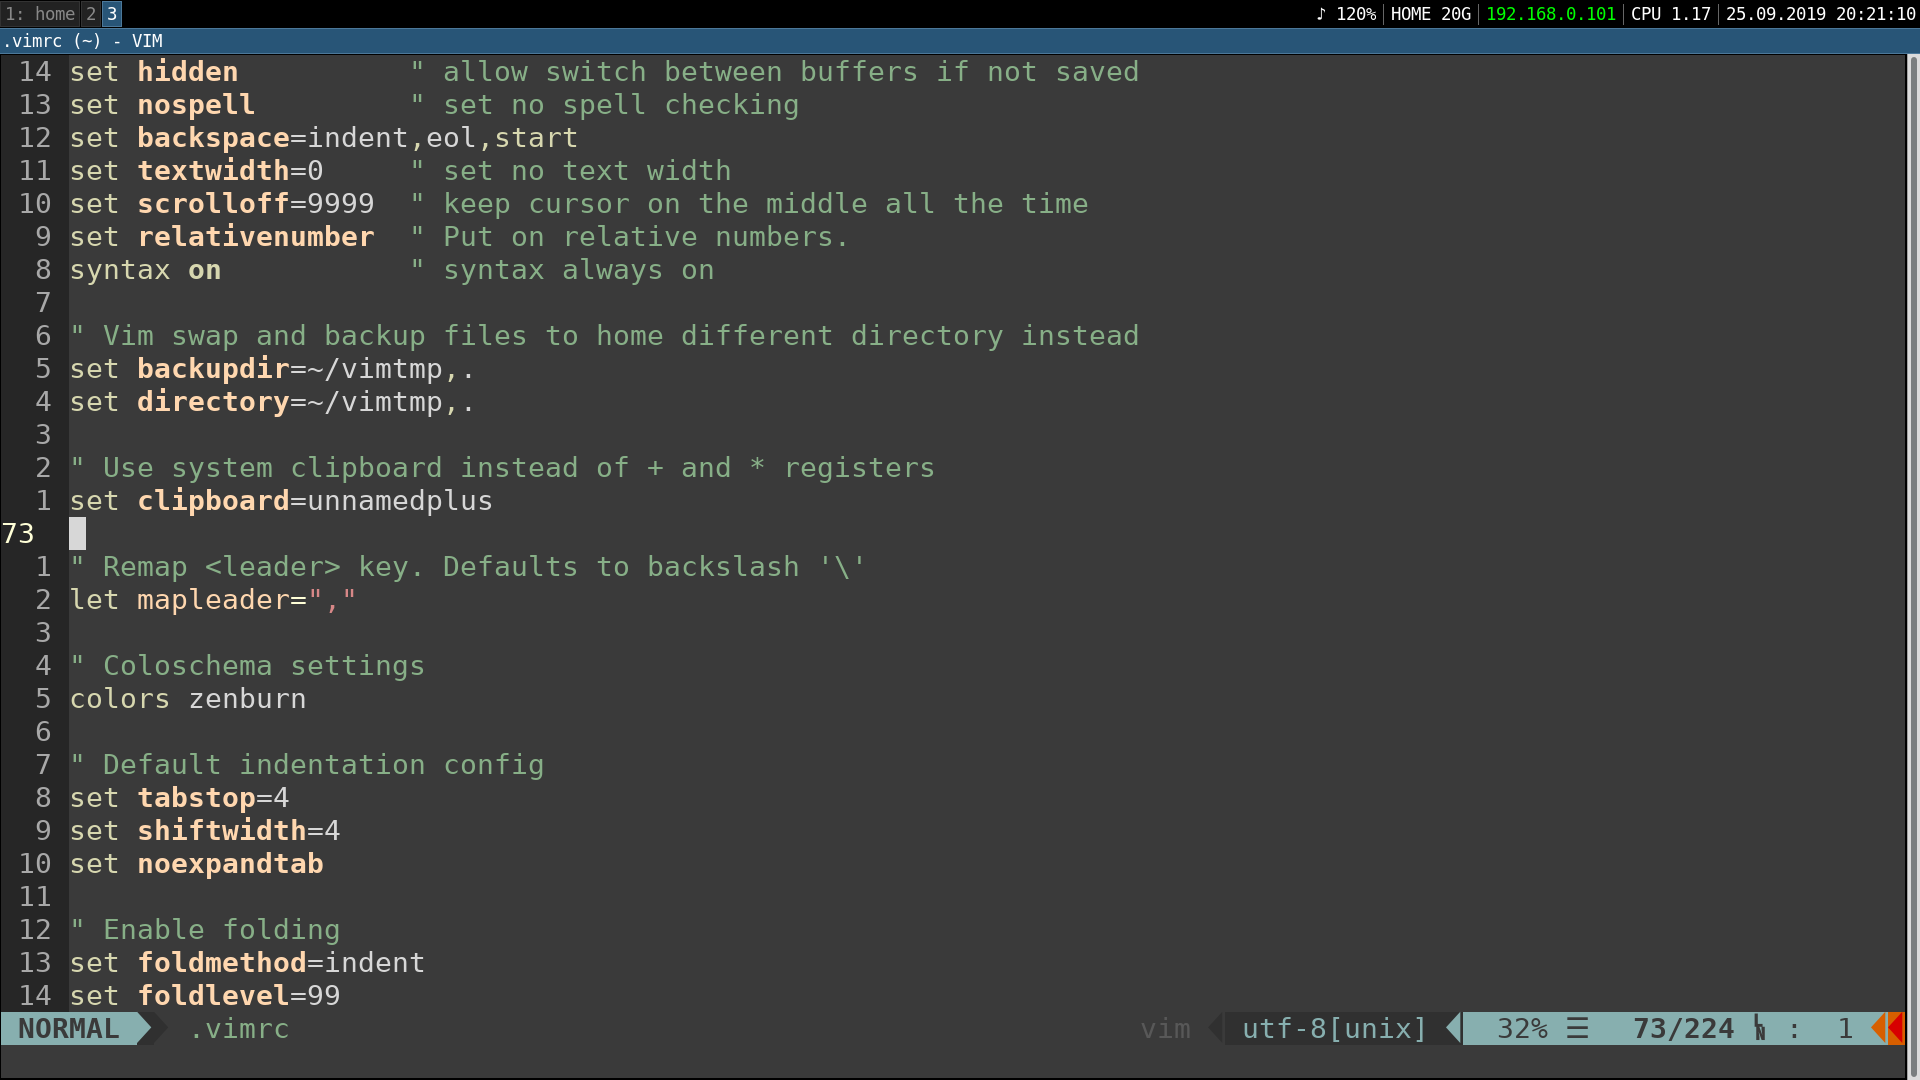 1: home 2 3 ♪ 120% HOME 20G 192.168.0.101 CPU 1.17 25.09.2019 20:21:10
.vimrc (~) - VIM
14 set hidden          " allow switch between buffers if not saved
13 set nospell         " set no spell checking
12 set backspace=indent,eol,start
11 set textwidth=0     " set no text width
10 set scrolloff=9999  " keep cursor on the middle all the time
9 set relativenumber  " Put on relative numbers.
8 syntax on           " syntax always on
7
6 " Vim swap and backup files to home different directory instead
5 set backupdir=~/vimtmp,.
4 set directory=~/vimtmp,.
3
2 " Use system clipboard instead of + and * registers
1 set clipboard=unnamedplus
73
1 " Remap <leader> key. Defaults to backslash '\'
2 let mapleader=","
3
4 " Coloschema settings
5 colors zenburn
6
7 " Default indentation config
8 set tabstop=4
9 set shiftwidth=4
10 set noexpandtab
11
12 " Enable folding
13 set foldmethod=indent
14 set foldlevel=99
NORMAL .vimrc vim utf-8[unix] 32% ☰ 73/224 LN : 1